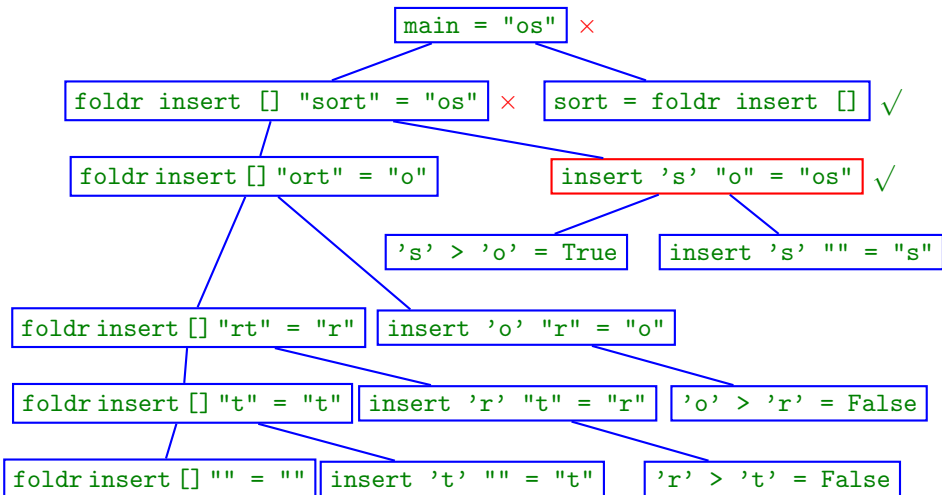 main = "os" ×
foldr insert [] "sort" = "os" × sort = foldr insert [] √
foldr insert [] "ort" = "o" insert 's' "o" = "os" √
's' > 'o' = True insert 's' "" = "s"
foldr insert [] "rt" = "r" insert 'o' "r" = "o"
foldr insert [] "t" = "t" insert 'r' "t" = "r" 'o' > 'r' = False
foldr insert [] "" = "" insert 't' "" = "t" 'r' > 't' = False